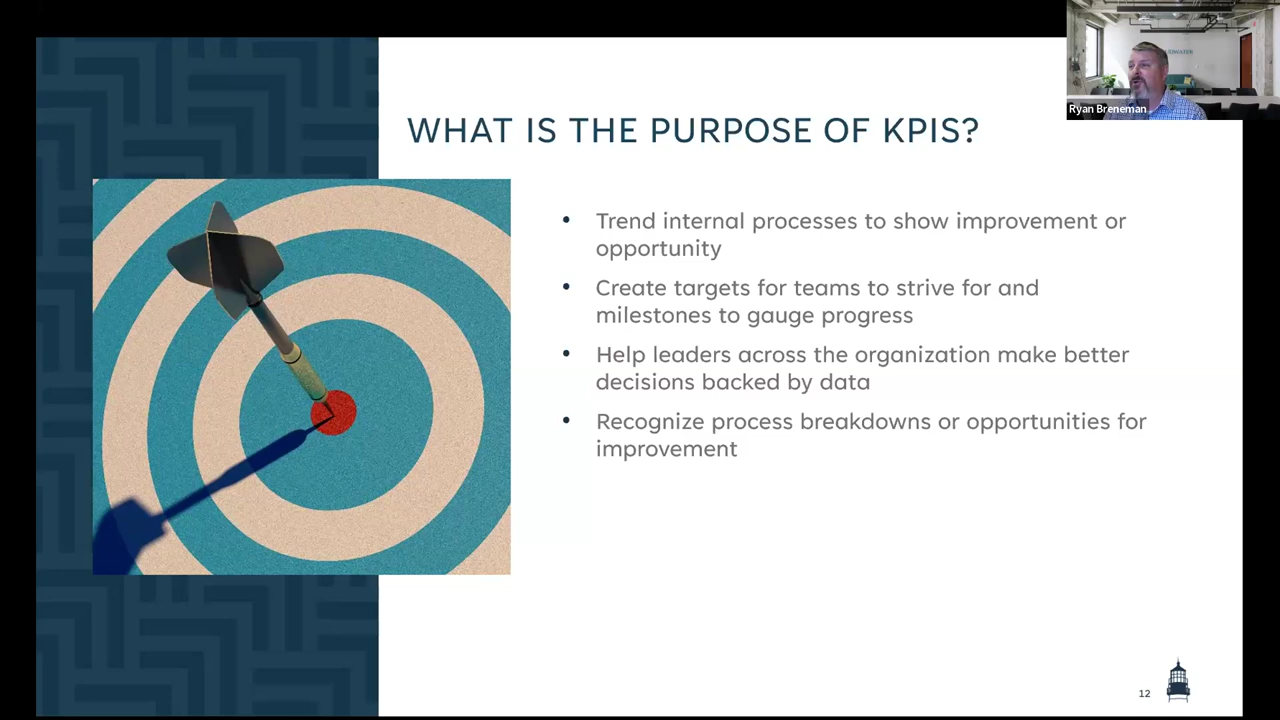 Ryan Breneman
WHAT IS THE PURPOSE OF KPIS?
• Trend internal processes to show improvement or
opportunity
• Create targets for teams to strive for and
milestones to gauge progress
• Help leaders across the organization make better
decisions backed by data
• Recognize process breakdowns or opportunities for
improvement
12